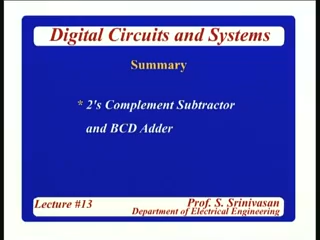 Digital Circuits and Systems
Summary
* 2's Complement Subtractor
and BCD Adder
Lecture #13
Prof. S. Srinivasan
Department of Electrical Engineering